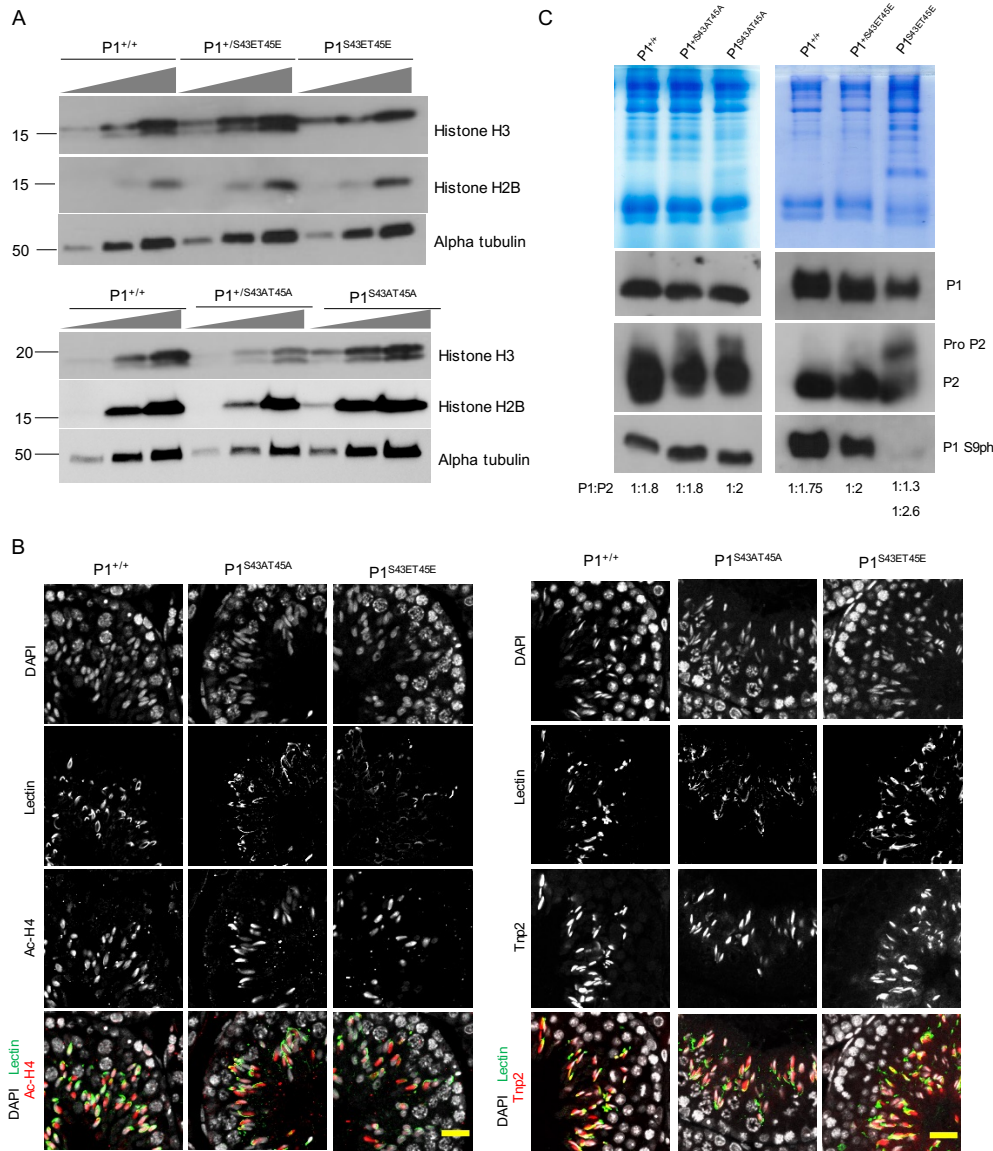 A
P1+/+ P1+/S43ET45E P1S43ET45E
15 Histone H3
15 Histone H2B
50 Alpha tubulin
P1+/+ P1+/S43AT45A P1S43AT45A
20 Histone H3
15 Histone H2B
50 Alpha tubulin
C
P1+/+ P1+/S43AT45A P1S43AT45A P1+/+ P1+/S43ET45E P1S43ET45E
P1
Pro P2
P2
P1 S9ph
P1:P2 1:1.8 1:1.8 1:2 1:1.75 1:2 1:1.3
1:2.6
B
P1+/+ P1S43AT45A P1S43ET45E
DAPI
Lectin
Ac-H4
DAPI Lectin
Ac-H4
P1+/+ P1S43AT45A P1S43ET45E
DAPI
Lectin
Tnp2
DAPI Lectin
Tnp2